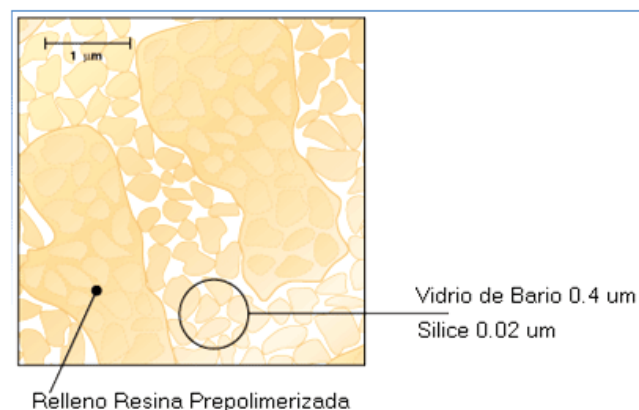 1 μm
Vidrio de Bario 0.4 um
Silice 0.02 um
Relleno Resina Prepolimerizada